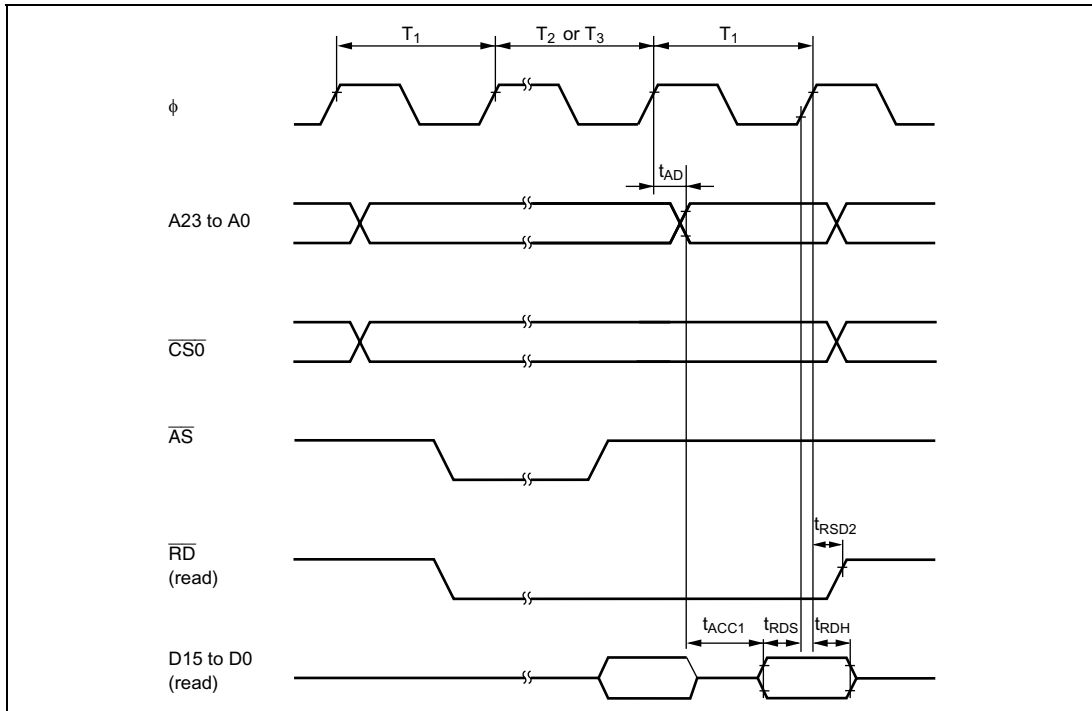 T1 T2 or T3 T1
φ
tAD
A23 to A0
CS0
AS
tRSD2
RD
(read)
tACC1 tRDS tRDH
D15 to D0
(read)